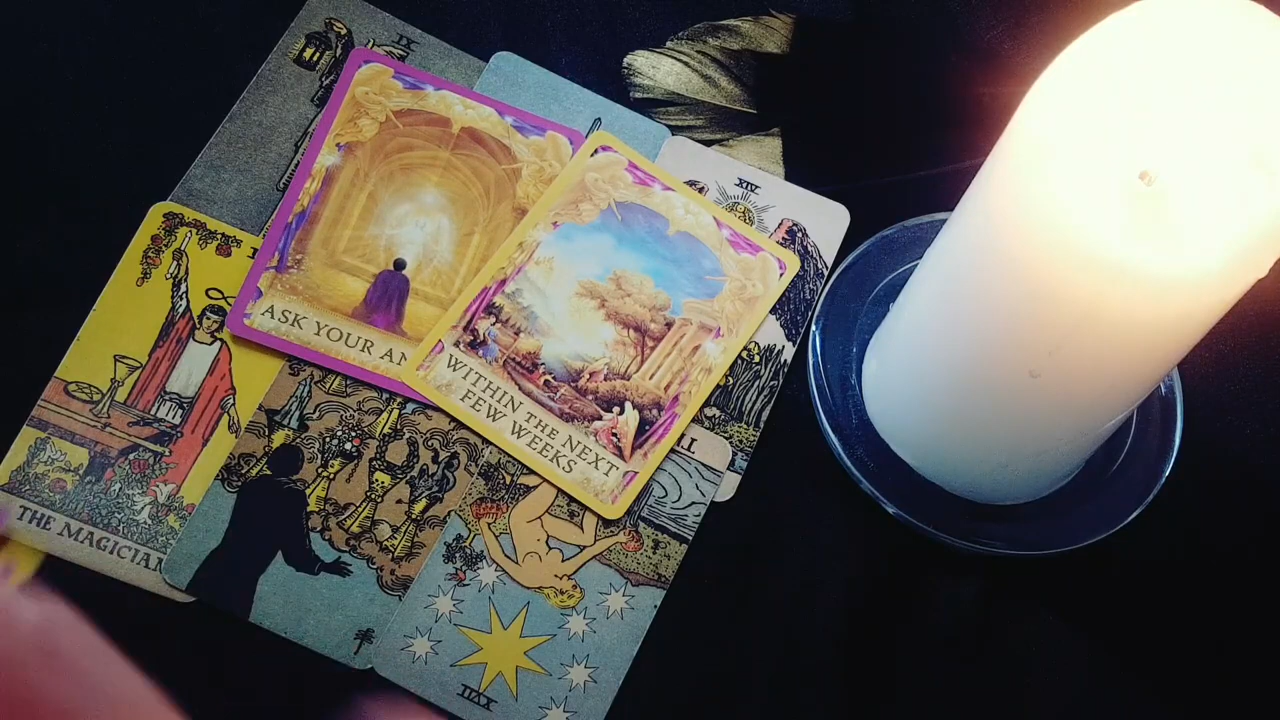 IX
XIV
ASK YOUR AN
WITHIN THE NEXT
FEW WEEKS
THE MAGICIAN
XVII